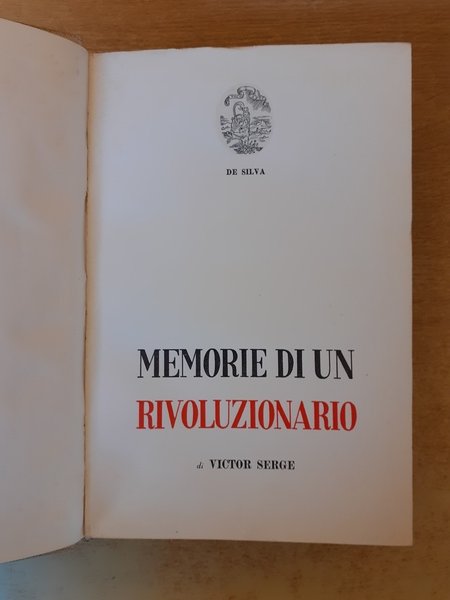 DE SILVA
MEMORIE DI UN
RIVOLUZIONARIO
di VICTOR SERGE